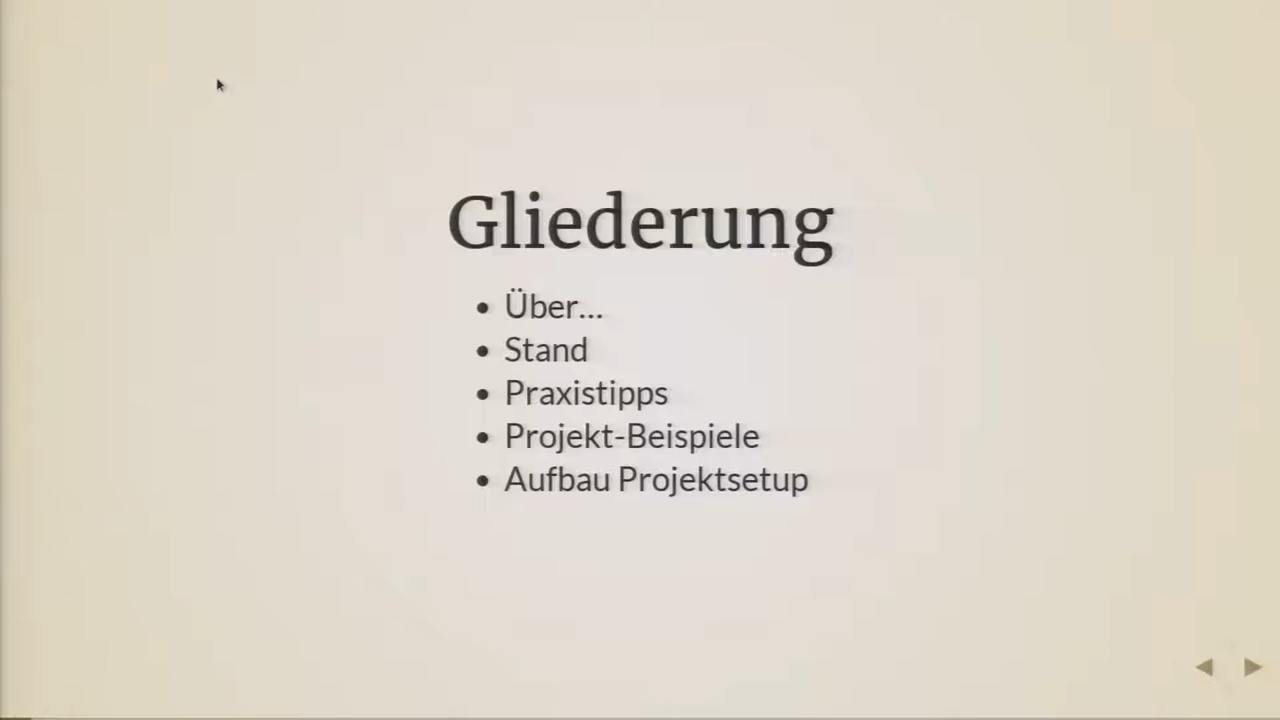 Gliederung
• Über...
• Stand
• Praxistipps
• Projekt-Beispiele
• Aufbau Projektsetup